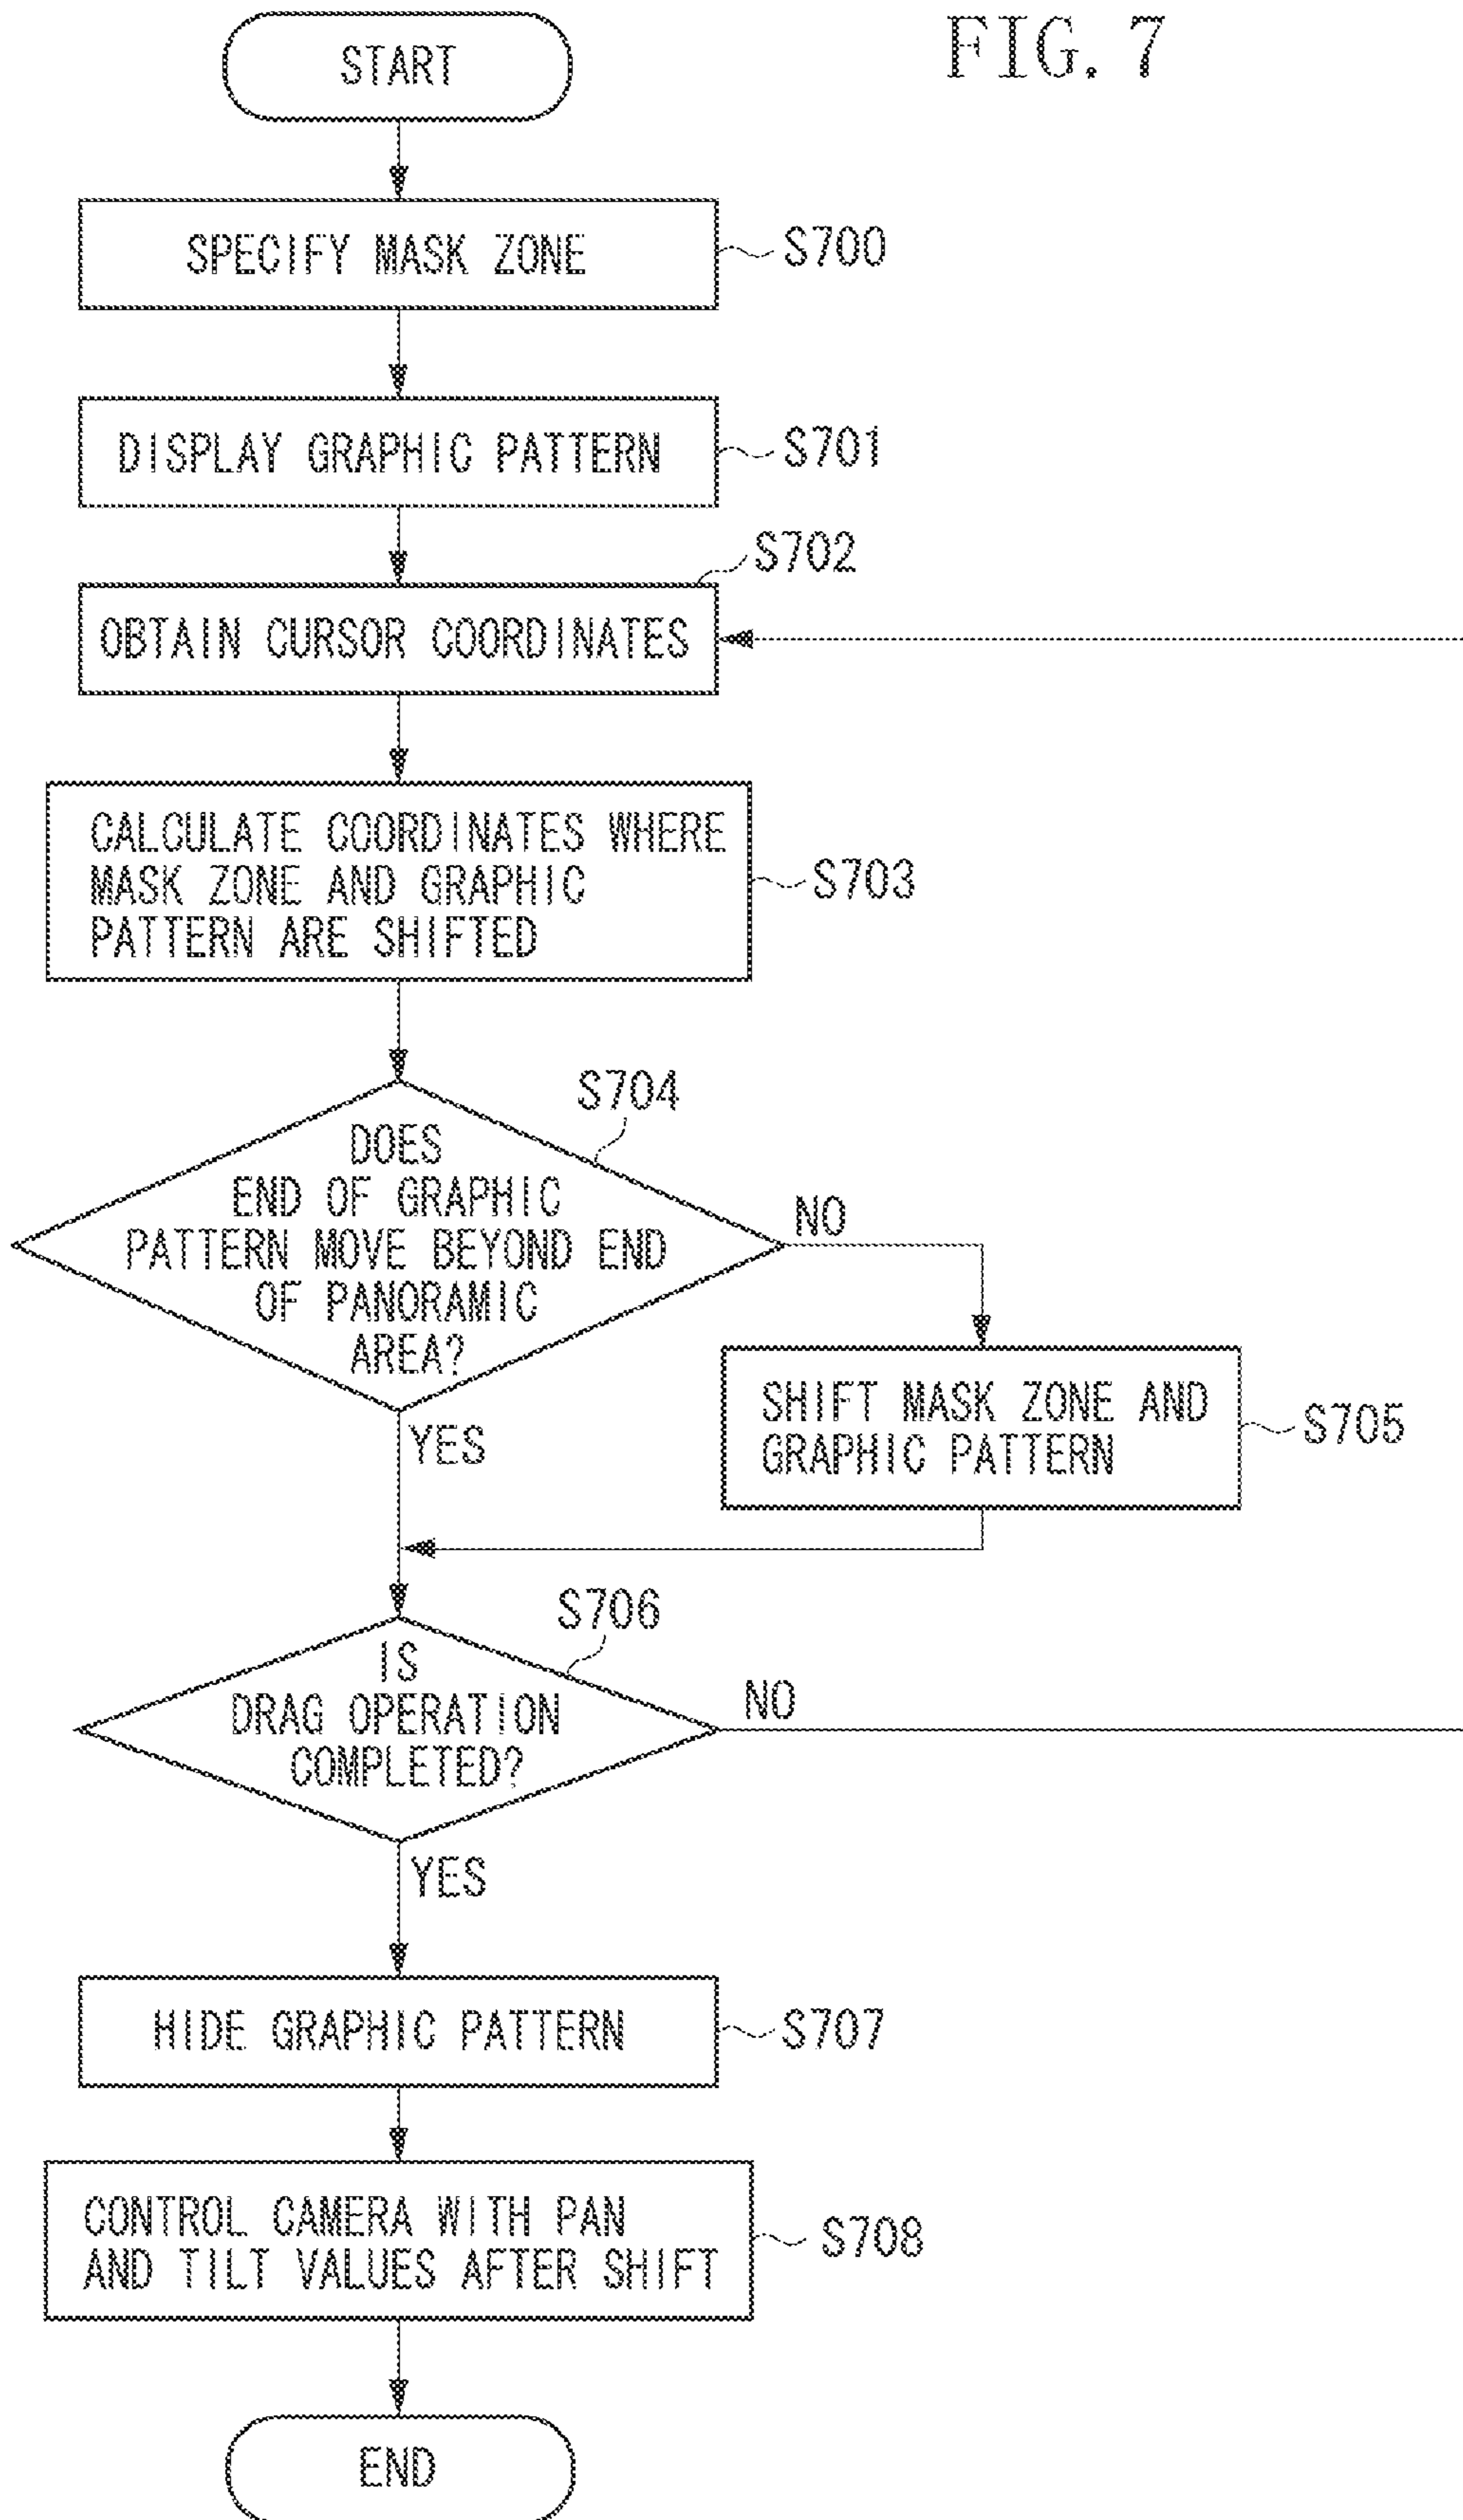 FIG. 7
START
SPECIFY MASK ZONE
S700
DISPLAY GRAPHIC PATTERN
S701
S702
OBTAIN CURSOR COORDINATES
CALCULATE COORDINATES WHERE
MASK ZONE AND GRAPHIC
PATTERN ARE SHIFTED
S703
S704
DOES
END OF GRAPHIC
PATTERN MOVE BEYOND END
OF PANORAMIC
AREA?
NO
YES
SHIFT MASK ZONE AND
GRAPHIC PATTERN
S705
S706
IS
DRAG OPERATION
COMPLETED?
NO
YES
HIDE GRAPHIC PATTERN
S707
CONTROL CAMERA WITH PAN
AND TILT VALUES AFTER SHIFT
S708
END